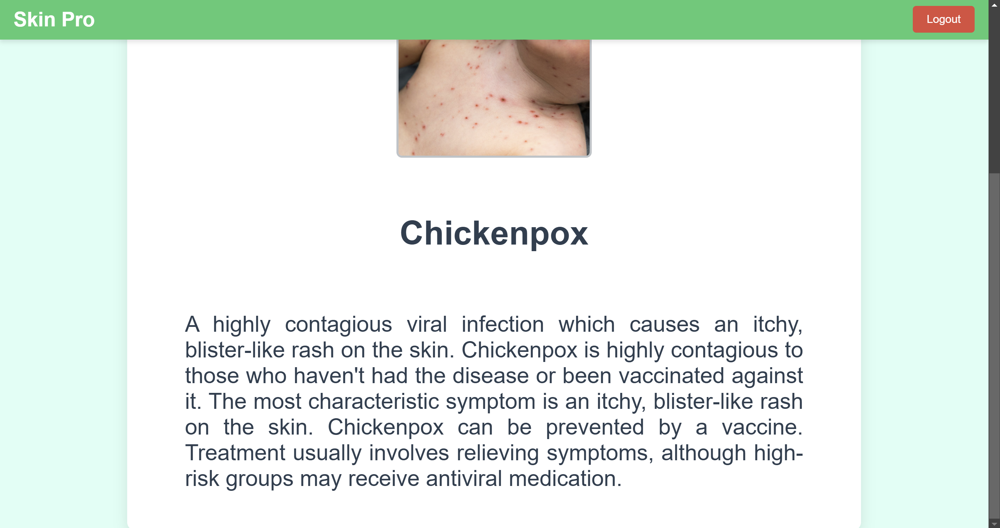 Skin Pro
Logout
Chickenpox
A highly contagious viral infection which causes an itchy,
blister-like rash on the skin. Chickenpox is highly contagious to
those who haven't had the disease or been vaccinated against
it. The most characteristic symptom is an itchy, blister-like rash
on the skin. Chickenpox can be prevented by a vaccine.
Treatment usually involves relieving symptoms, although high-
risk groups may receive antiviral medication.